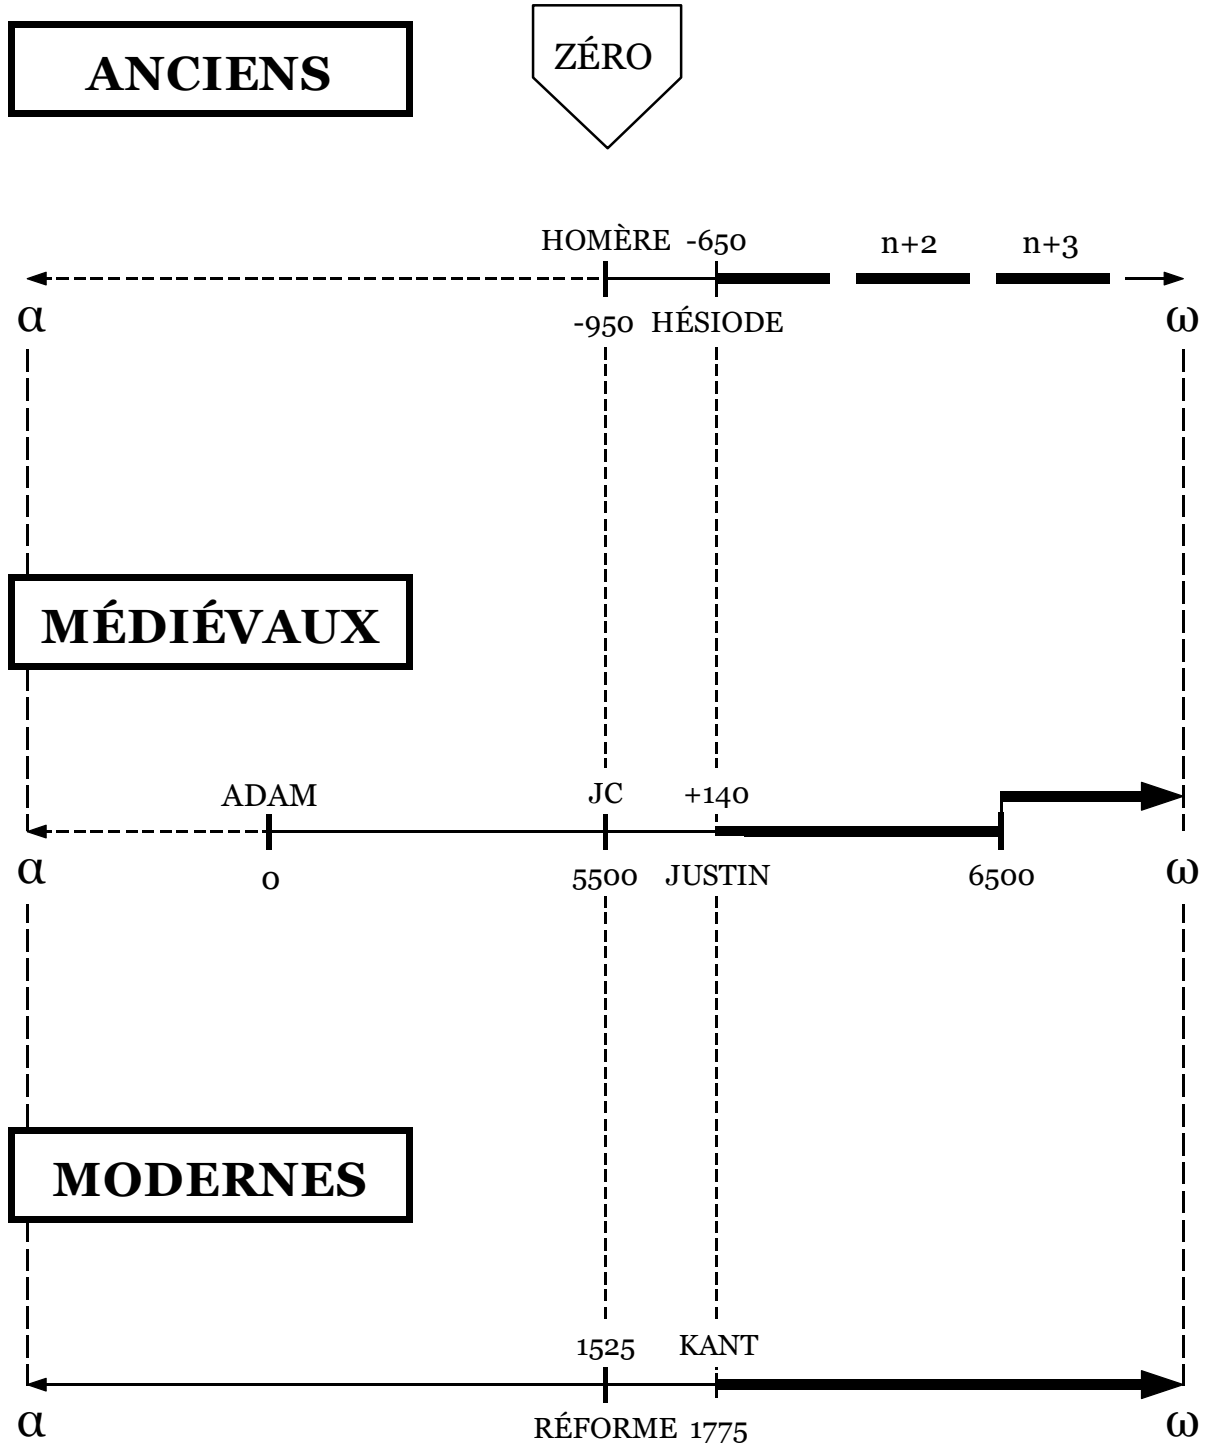 ZÉRO
ANCIENS
HOMÈRE -650 n+2 n+3
α -950 HÉSIODE ω
MÉDIÉVAUX
ADAM JC +140
α 0 5500 JUSTIN 6500 ω
MODERNES
1525 KANT
α RÉFORME 1775 ω